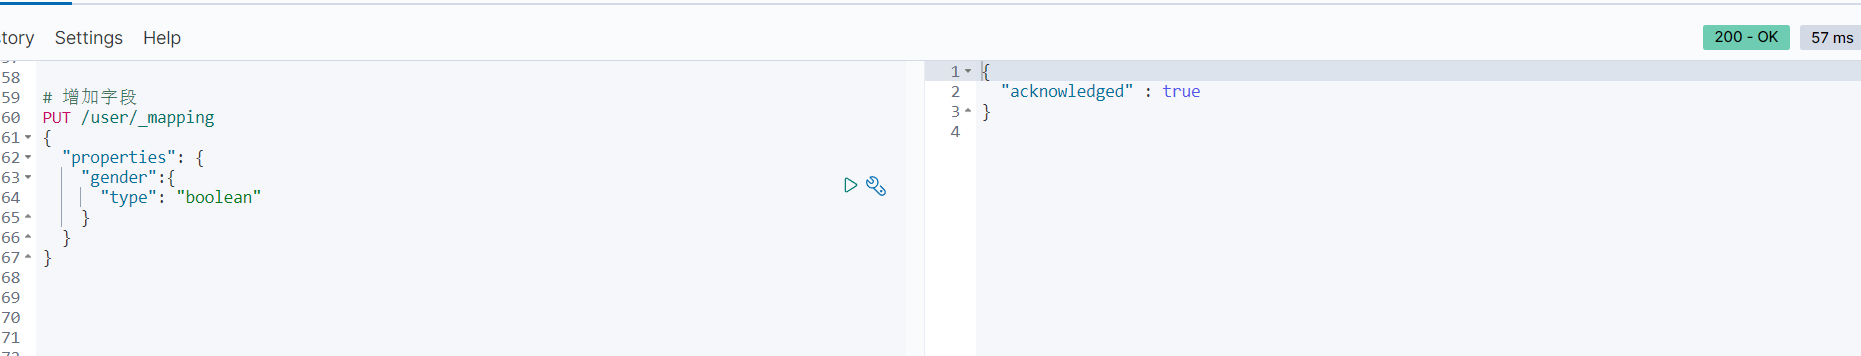 tory Settings Help 200 - OK 57 ms
58
59 # 增加字段
60 PUT /user/_mapping
61 {
62 "properties": {
63 "gender":{
64 "type": "boolean"
65 }
66 }
67 }
68
69
70
71
1 {
2 "acknowledged" : true
3 }
4